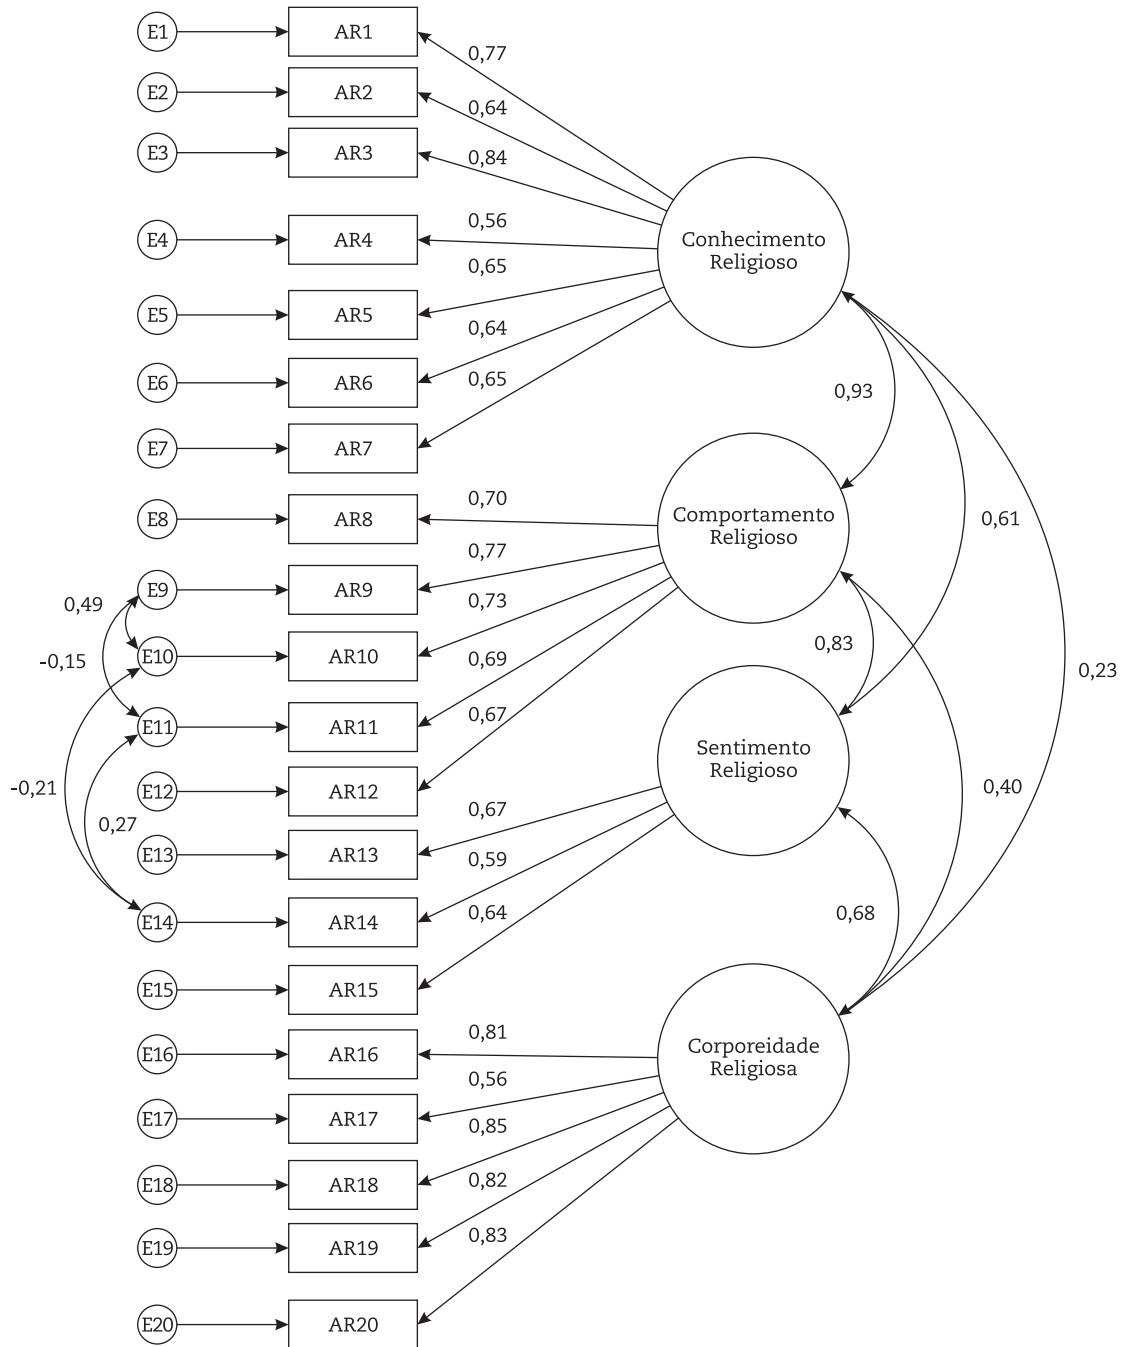 E1 AR1
0,77
E2 AR2
0,64
E3 AR3
0,84
E4 AR4
0,56
0,65
E5 AR5
0,64
E6 AR6
0,65
E7 AR7
Conhecimento
Religioso
0,93
0,61
0,23
E8 AR8
0,70
0,77
E9 AR9
0,49
0,73
E10 AR10
-0,15
0,69
E11 AR11
0,67
E12 AR12
-0,21
0,27
Comportamento
Religioso
0,83
0,40
E13 AR13
0,67
0,59
E14 AR14
0,64
E15 AR15
Sentimento
Religioso
0,68
E16 AR16
0,81
0,56
E17 AR17
0,85
E18 AR18
0,82
E19 AR19
0,83
E20 AR20
Corporeidade
Religiosa